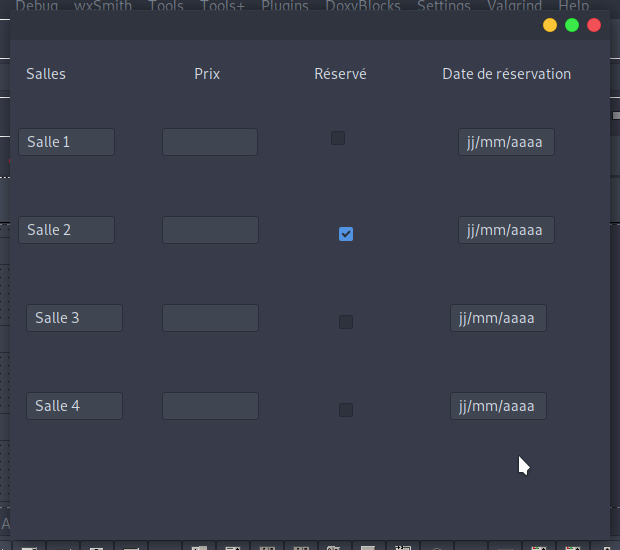 Debug wxSmith Tools Tools+ Plugins DoxyBlocks Settings Valgrind Help
Salles Prix Réservé Date de réservation
Salle 1 jj/mm/aaaa
Salle 2 jj/mm/aaaa
Salle 3 jj/mm/aaaa
Salle 4 jj/mm/aaaa
A